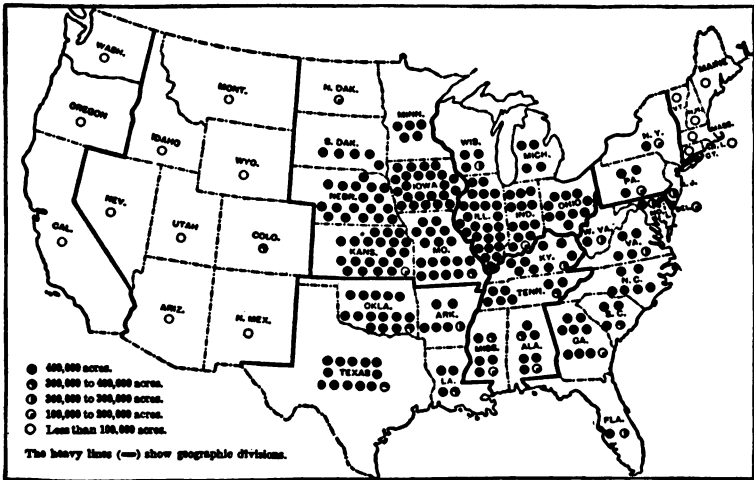 WASH.
OREGON
CAL.
NEV.
IDAHO
MONT.
WYO.
UTAH
COLO.
ARIZ.
N. MEX.
N. DAK.
S. DAK.
NEBR.
KANS.
OKLA.
TEXAS
MINN.
IOWA
MO.
ARK.
LA.
WIS.
ILL.
MICH.
IND.
OHIO
KY.
TENN.
MISS.
ALA.
GA.
FLA.
S. C.
N. C.
VA.
W. VA.
PA.
N. Y.
MAINE
VT.
MASS.
CT.
400,000 acres.
300,000 to 400,000 acres.
200,000 to 300,000 acres.
100,000 to 200,000 acres.
Less than 100,000 acres.
The heavy lines (—) show geographic divisions.